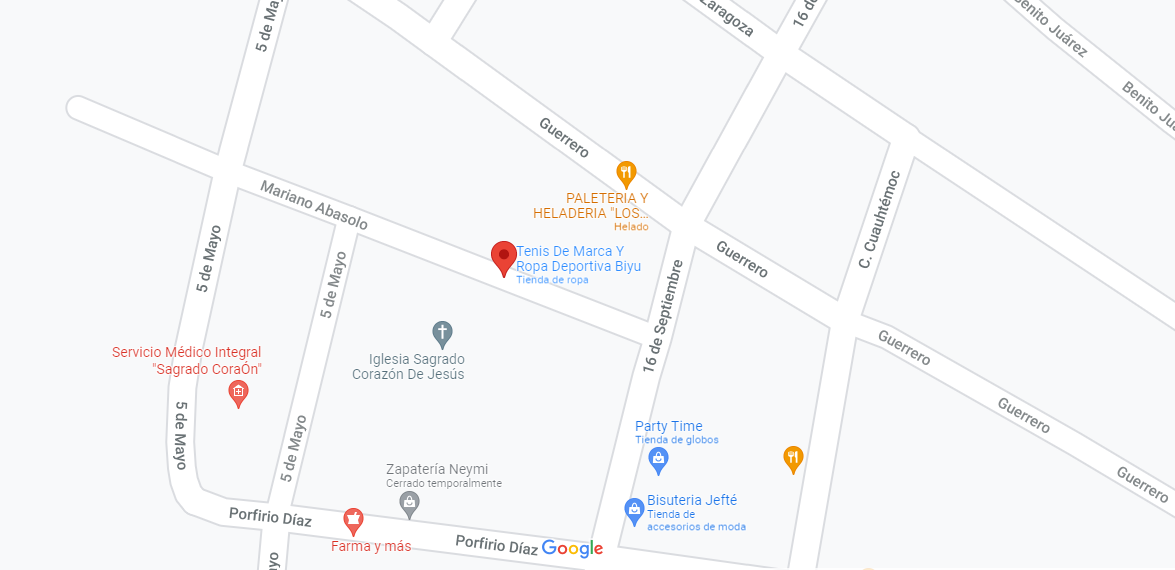 5 de May
Zaragoza
16 de
Benito Juárez
Benito Ju
Guerrero
PALETERIA Y
HELADERIA "LOS...
Helado
Mariano Abasolo
C. Cuauhtémoc
5 de Mayo
5 de Mayo
Tenis De Marca Y
Ropa Deportiva Biyu
Tienda de ropa
Guerrero
16 de Septiembre
Iglesia Sagrado
Corazón De Jesús
Servicio Médico Integral
"Sagrado CoraÓn"
Guerrero
Guerrero
5 de Mayo
5 de Mayo
Party Time
Tienda de globos
Zapatería Neymi
Cerrado temporalmente
Guerrero
Bisuteria Jefté
Tienda de
accesorios de moda
Porfirio Díaz
Farma y más
Porfirio Díaz
Google